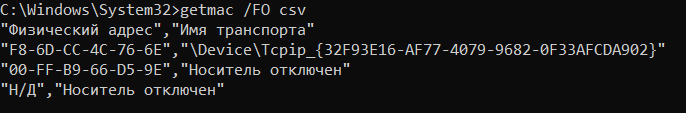 C:\Windows\System32>getmac /FO csv
"Физический адрес","Имя транспорта"
"F8-6D-CC-4C-76-6E","\Device\Tcpip_{32F93E16-AF77-4079-9682-0F33AFCDA902}"
"00-FF-B9-66-D5-9E","Носитель отключен"
"Н/Д","Носитель отключен"